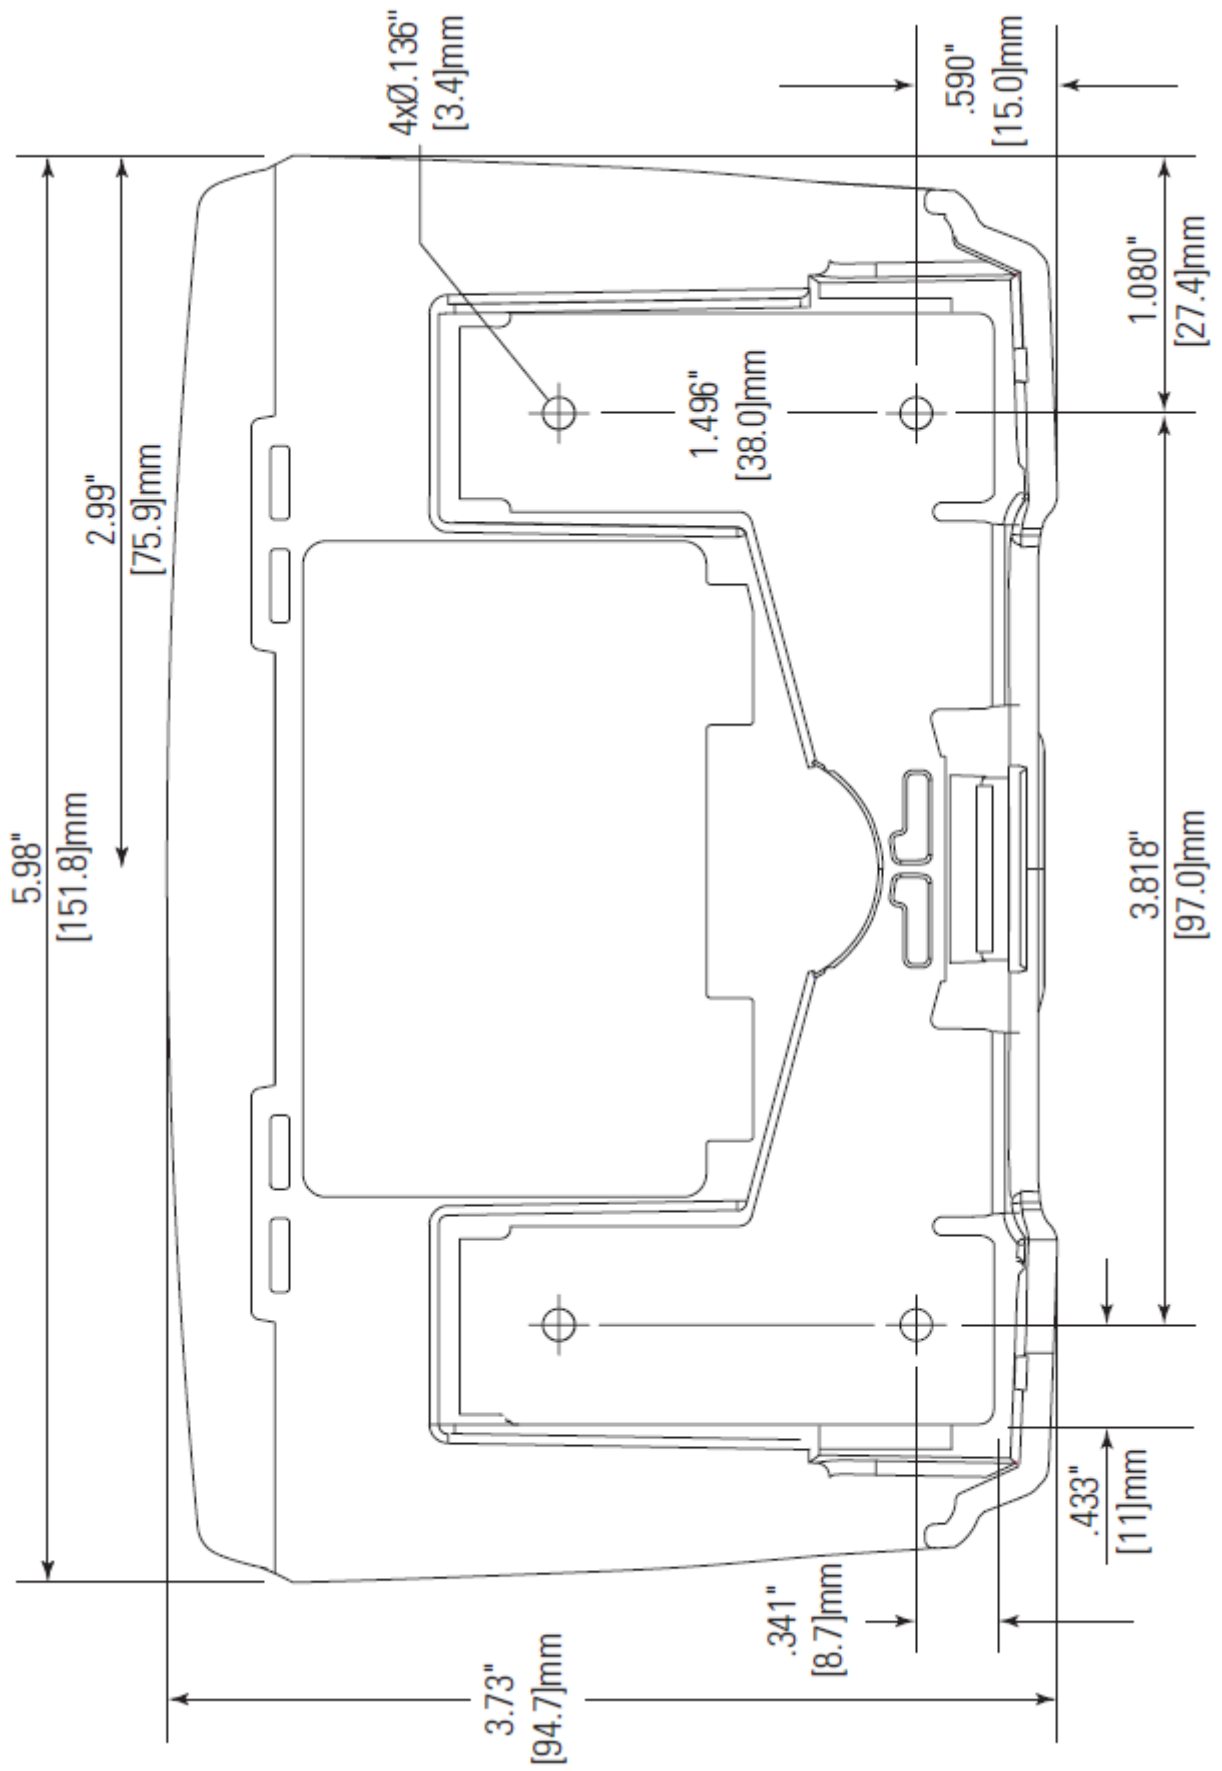 4xØ.136"
[3.4]mm
.590"
[15.0]mm
1.080"
[27.4]mm
2.99"
[75.9]mm
1.496"
[38.0]mm
5.98"
[151.8]mm
3.818"
[97.0]mm
.433"
[11]mm
.341"
[8.7]mm
3.73"
[94.7]mm